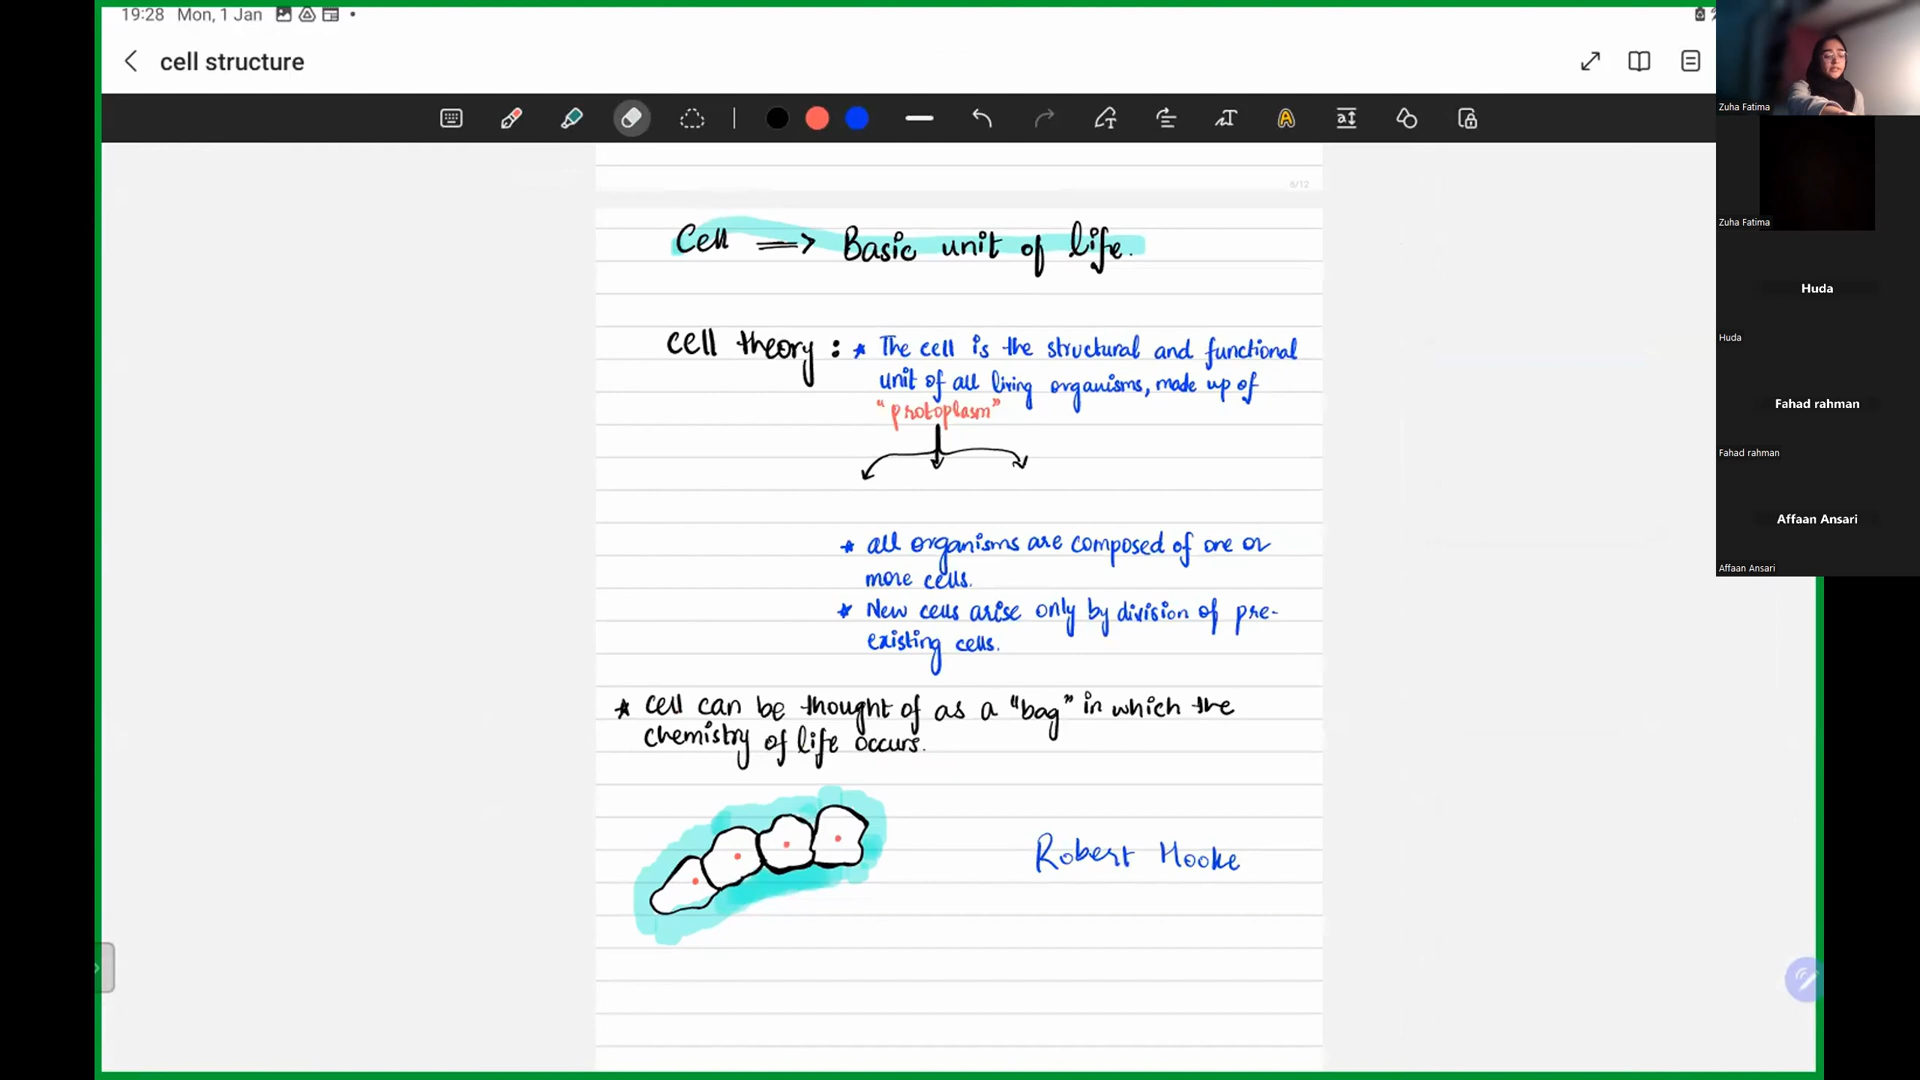 19:28 Mon, 1 Jan
cell structure
6/12
Cell => Basic unit of life.
cell theory : * The cell is the structural and functional
unit of all living organisms, made up of
"protoplasm"
* all organisms are composed of one or
more cells.
* New cells arise only by division of pre-
existing cells.
* cell can be thought of as a "bag" in which the
chemistry of life occurs.
Robert Hooke
Zuha Fatima
Zuha Fatima
Huda
Huda
Fahad rahman
Fahad rahman
Affaan Ansari
Affaan Ansari